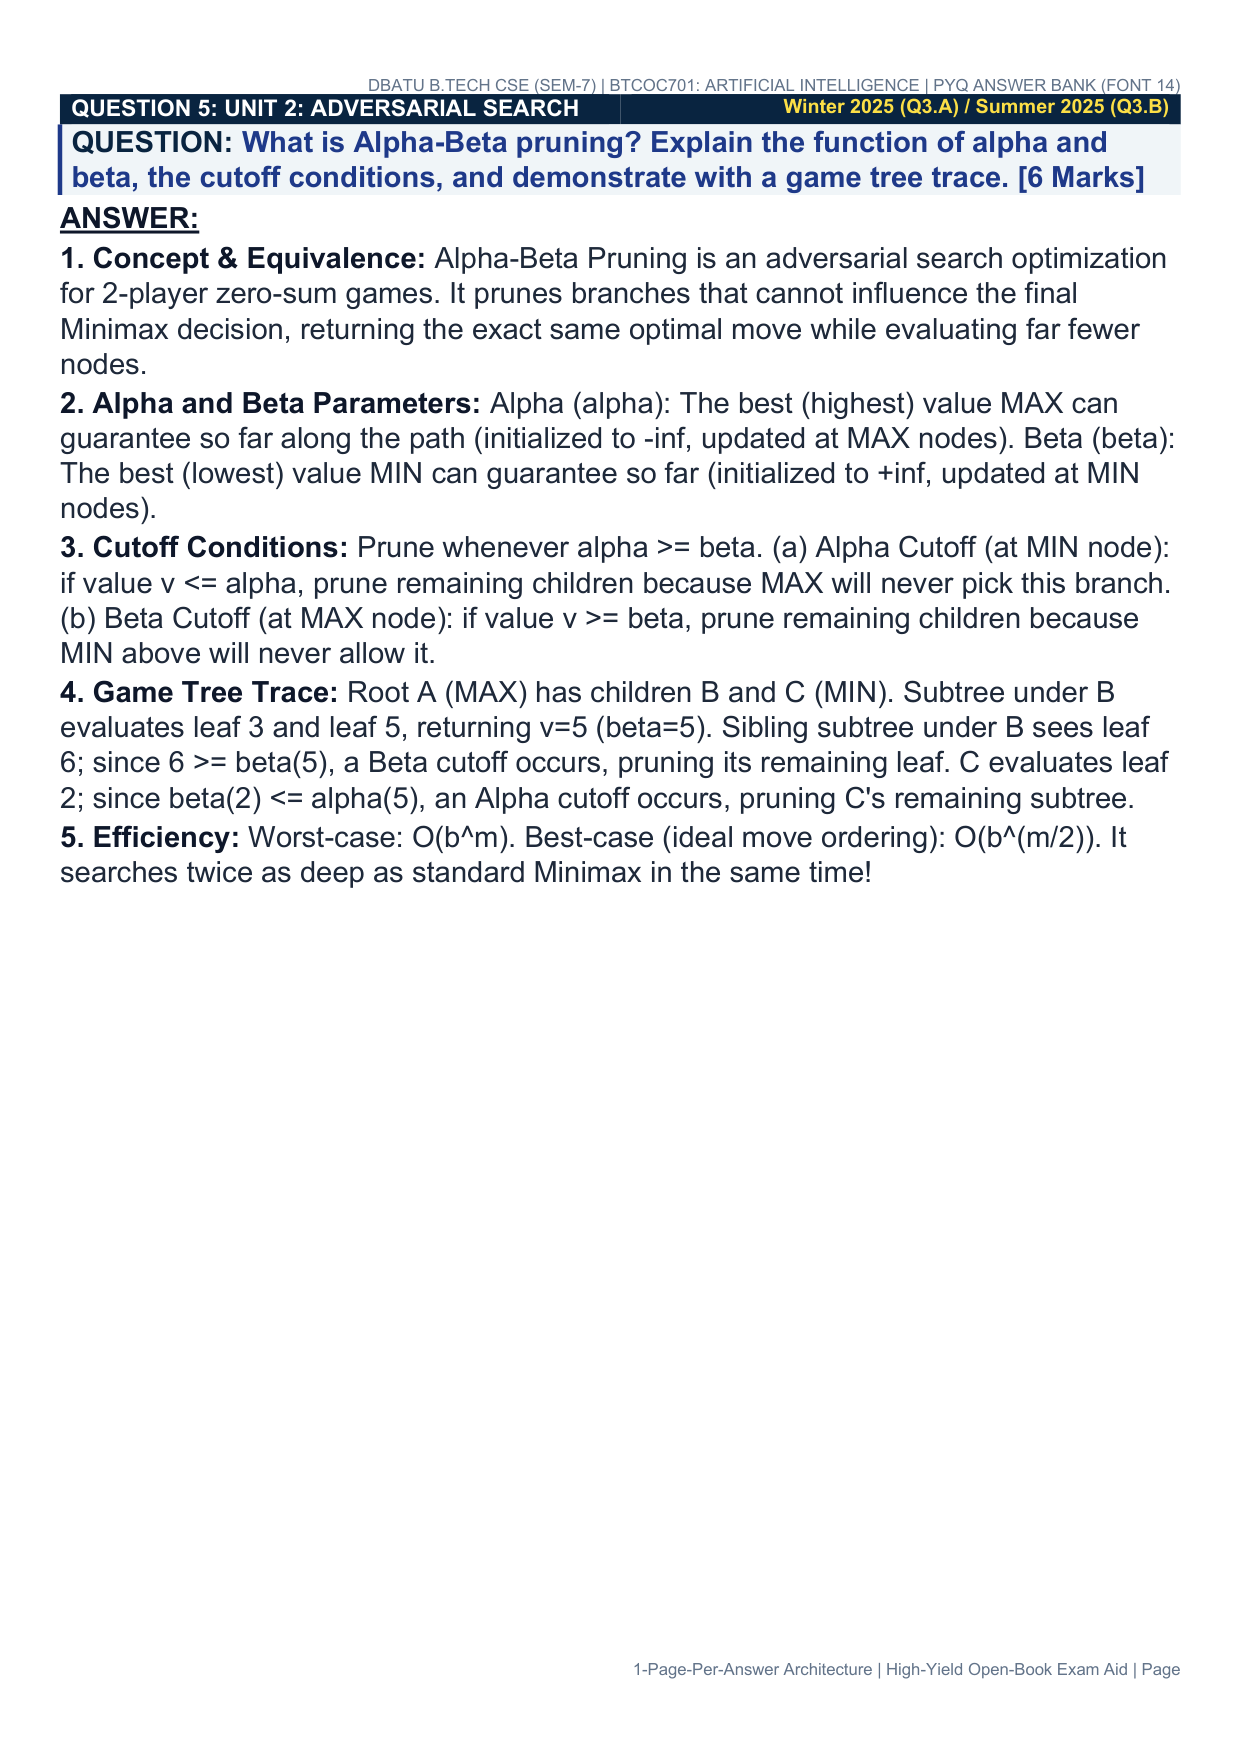 DBATU B.TECH CSE (SEM-7) | BTCOC701: ARTIFICIAL INTELLIGENCE | PYQ ANSWER BANK (FONT 14)
QUESTION 5: UNIT 2: ADVERSARIAL SEARCH Winter 2025 (Q3.A) / Summer 2025 (Q3.B)
QUESTION: What is Alpha-Beta pruning? Explain the function of alpha and
beta, the cutoff conditions, and demonstrate with a game tree trace. [6 Marks]
ANSWER:
1. Concept & Equivalence: Alpha-Beta Pruning is an adversarial search optimization
for 2-player zero-sum games. It prunes branches that cannot influence the final
Minimax decision, returning the exact same optimal move while evaluating far fewer
nodes.
2. Alpha and Beta Parameters: Alpha (alpha): The best (highest) value MAX can
guarantee so far along the path (initialized to -inf, updated at MAX nodes). Beta (beta):
The best (lowest) value MIN can guarantee so far (initialized to +inf, updated at MIN
nodes).
3. Cutoff Conditions: Prune whenever alpha >= beta. (a) Alpha Cutoff (at MIN node):
if value v <= alpha, prune remaining children because MAX will never pick this branch.
(b) Beta Cutoff (at MAX node): if value v >= beta, prune remaining children because
MIN above will never allow it.
4. Game Tree Trace: Root A (MAX) has children B and C (MIN). Subtree under B
evaluates leaf 3 and leaf 5, returning v=5 (beta=5). Sibling subtree under B sees leaf
6; since 6 >= beta(5), a Beta cutoff occurs, pruning its remaining leaf. C evaluates leaf
2; since beta(2) <= alpha(5), an Alpha cutoff occurs, pruning C's remaining subtree.
5. Efficiency: Worst-case: O(b^m). Best-case (ideal move ordering): O(b^(m/2)). It
searches twice as deep as standard Minimax in the same time!
1-Page-Per-Answer Architecture | High-Yield Open-Book Exam Aid | Page